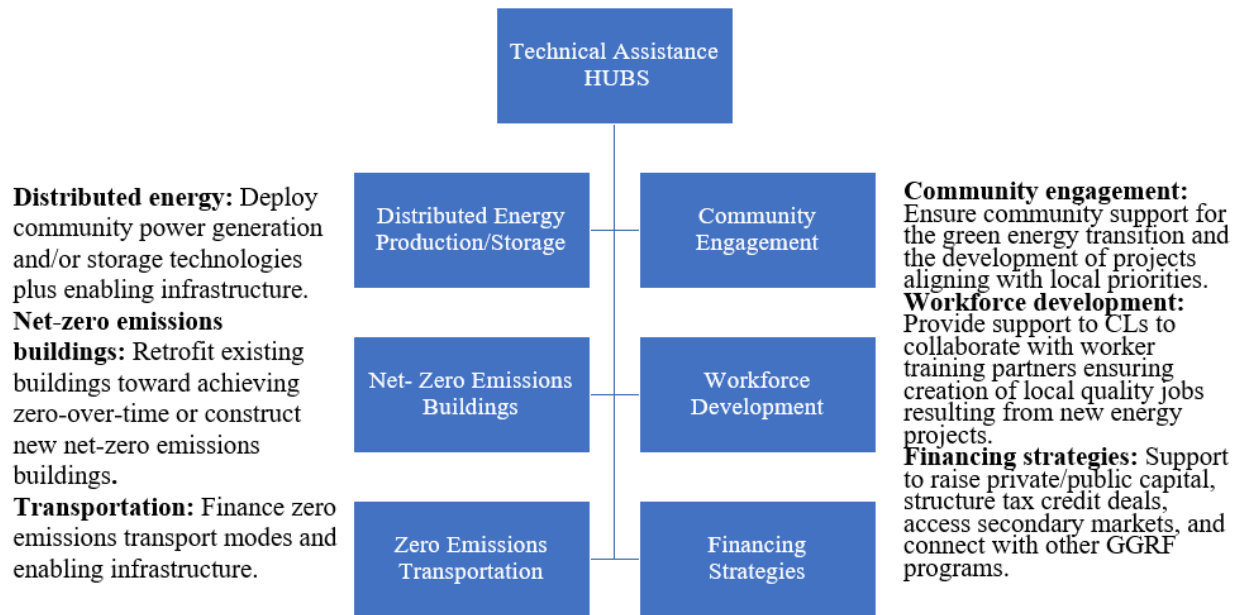 Technical Assistance
HUBS
Distributed energy: Deploy
community power generation
and/or storage technologies
plus enabling infrastructure.
Net-zero emissions
buildings: Retrofit existing
buildings toward achieving
zero-over-time or construct
new net-zero emissions
buildings.
Transportation: Finance zero
emissions transport modes and
enabling infrastructure.
Distributed Energy
Production/Storage
Community
Engagement
Net- Zero Emissions
Buildings
Workforce
Development
Zero Emissions
Transportation
Financing
Strategies
Community engagement:
Ensure community support for
the green energy transition and
the development of projects
aligning with local priorities.
Workforce development:
Provide support to CLs to
collaborate with worker
training partners ensuring
creation of local quality jobs
resulting from new energy
projects.
Financing strategies: Support
to raise private/public capital,
structure tax credit deals,
access secondary markets, and
connect with other GGRF
programs.